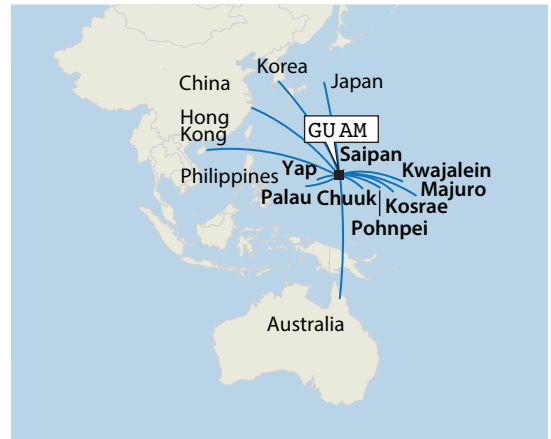 Korea
China
Japan
Hong
Kong
GUAM
Saipan
Yap
Kwajalein
Philippines
Majuro
Palau
Chuuk
Kosrae
Pohnpei
Australia